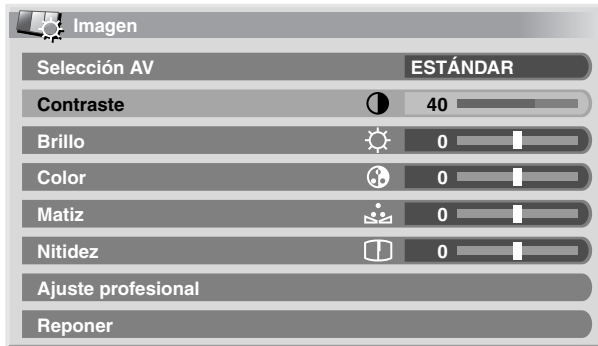 Imagen
Selección AV ESTÁNDAR
Contraste 40
Brillo 0
Color 0
Matiz 0
Nitidez 0
Ajuste profesional
Reponer